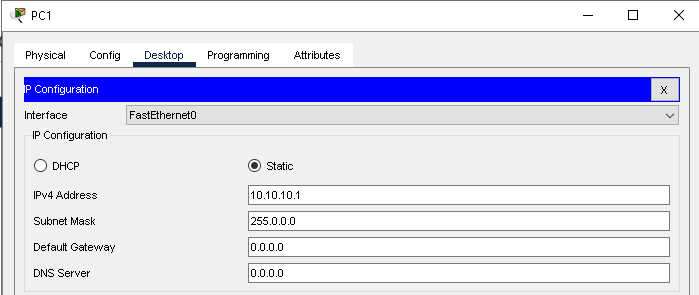 PC1
Physical Config Desktop Programming Attributes
IP Configuration X
Interface FastEthernet0
IP Configuration
DHCP Static
IPv4 Address 10.10.10.1
Subnet Mask 255.0.0.0
Default Gateway 0.0.0.0
DNS Server 0.0.0.0